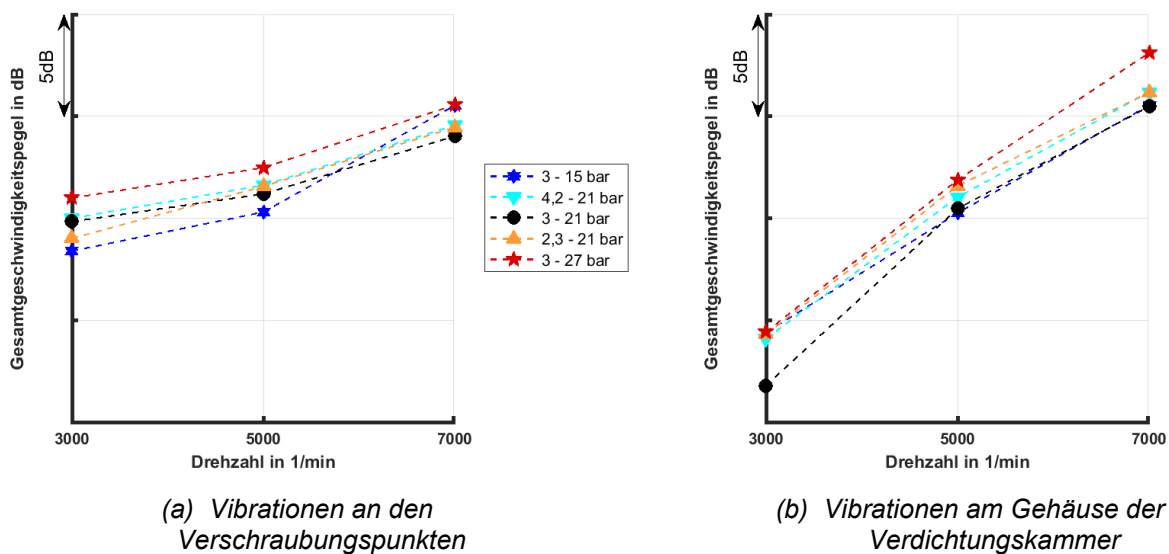 5dB
Gesamtgeschwindigkeitspegel in dB
3000 5000 7000
Drehzahl in 1/min
3 - 15 bar
4,2 - 21 bar
3 - 21 bar
2,3 - 21 bar
3 - 27 bar
(a) Vibrationen an den
Verschraubungspunkten
5dB
Gesamtgeschwindigkeitspegel in dB
3000 5000 7000
Drehzahl in 1/min
(b) Vibrationen am Gehäuse der
Verdichtungskammer